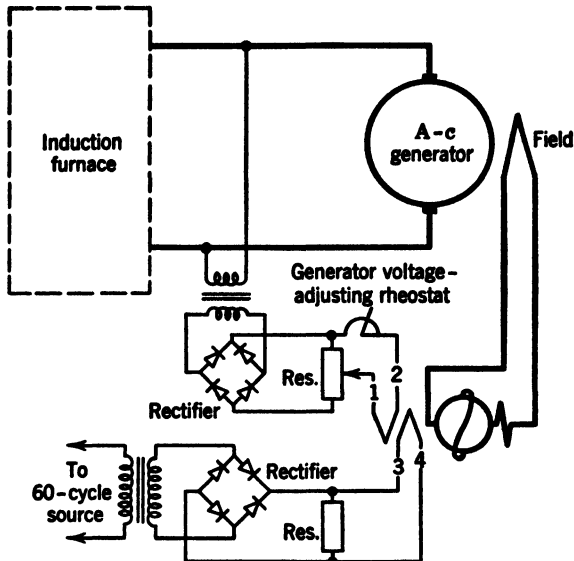 Induction
furnace
A-c
generator
Field
Generator voltage-
adjusting rheostat
Res.
1
2
Rectifier
3 4
To
60-cycle
source
Rectifier
Res.